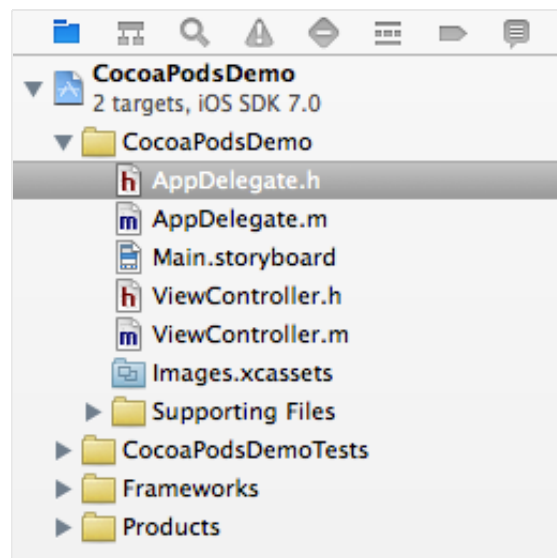 CocoaPodsDemo
2 targets, iOS SDK 7.0
CocoaPodsDemo
h AppDelegate.h
m AppDelegate.m
Main.storyboard
h ViewController.h
m ViewController.m
Images.xcassets
Supporting Files
CocoaPodsDemoTests
Frameworks
Products